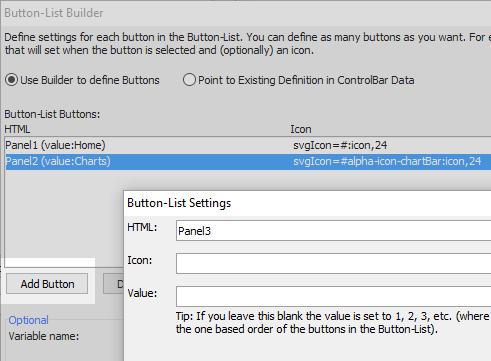 Button-List Builder
Define settings for each button in the Button-List. You can define as many buttons as you want. For e
that will set when the button is selected and (optionally) an icon.
Use Builder to define Buttons Point to Existing Definition in ControlBar Data
Button-List Buttons:
HTML Icon
Panel1 (value:Home) svgIcon=#:icon,24
Panel2 (value:Charts) svgIcon=#alpha-icon-chartBar:icon,24
Button-List Settings
HTML: Panel3
Icon:
Value:
Tip: If you leave this blank the value is set to 1, 2, 3, etc. (where
the one based order of the buttons in the Button-List).
Add Button D
Optional
Variable name: